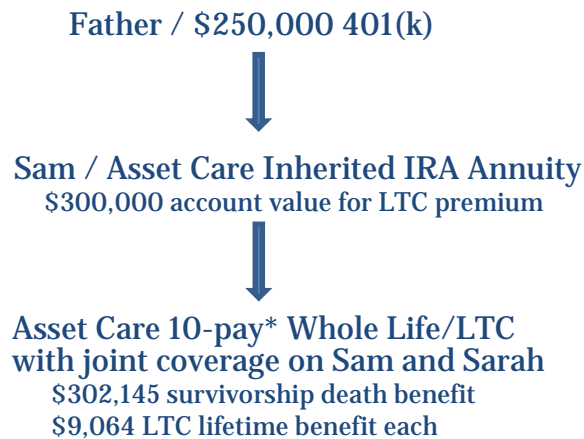 Father / $250,000 401(k)
Sam / Asset Care Inherited IRA Annuity
$300,000 account value for LTC premium
Asset Care 10-pay* Whole Life/LTC
with joint coverage on Sam and Sarah
$302,145 survivorship death benefit
$9,064 LTC lifetime benefit each